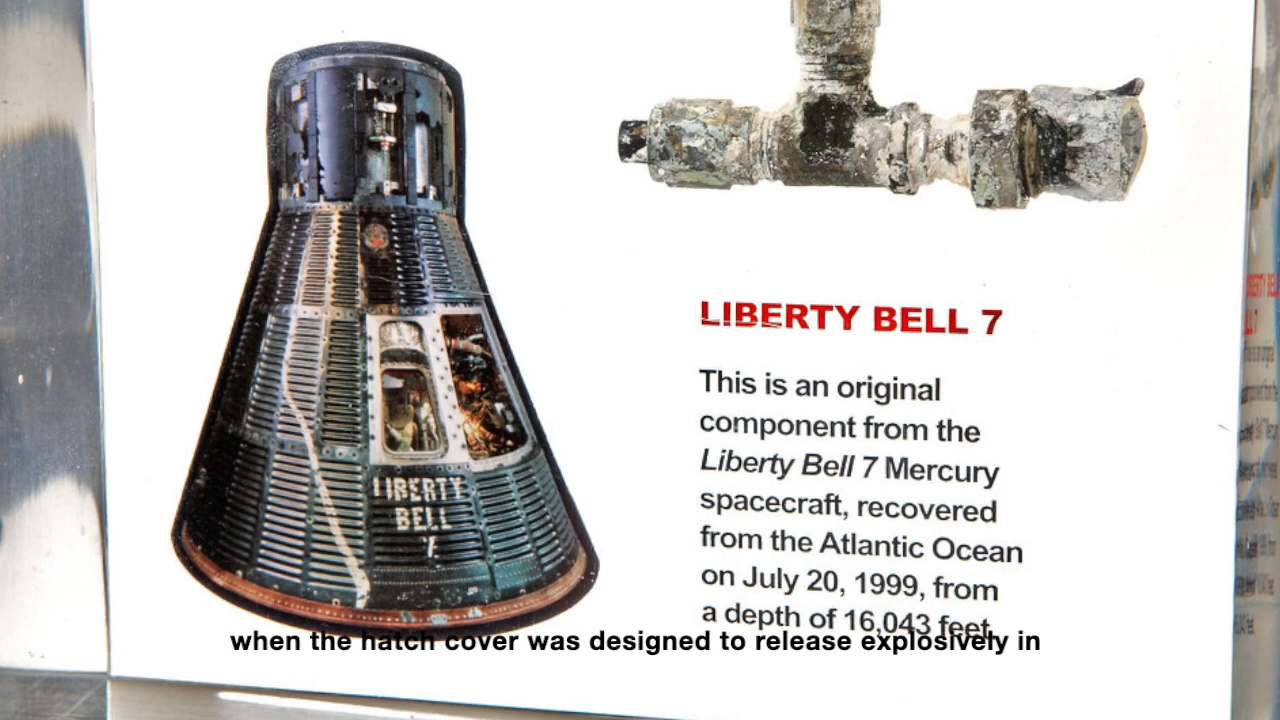 LIBERTY BELL 7
This is an original
component from the
Liberty Bell 7 Mercury
spacecraft, recovered
from the Atlantic Ocean
on July 20, 1999, from
a depth of 16,043 feet.
LIBERTY
BELL
7
when the hatch cover was designed to release explosively in